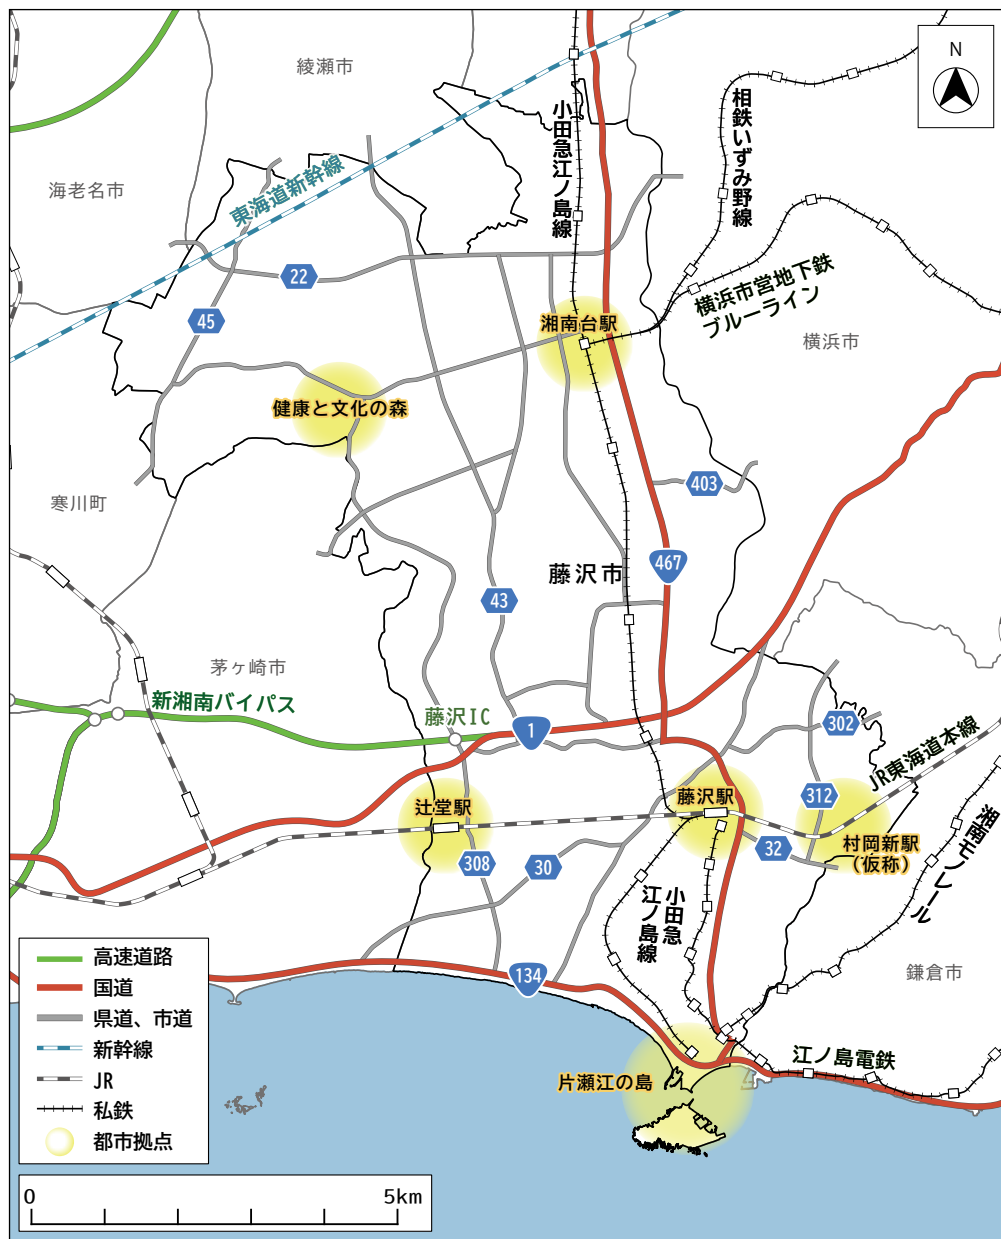 綾瀬市
N
海老名市
東海道新幹線
小田急江ノ島線
相鉄いずみ野線
22
45
横浜市営地下鉄
ブルーライン
湘南台駅
横浜市
健康と文化の森
寒川町
403
467
藤沢市
43
茅ヶ崎市
新湘南バイパス
藤沢IC
1
302
JR東海道本線
312
辻堂駅
藤沢駅
村岡新駅
(仮称)
32
308
30
湘南モノレール
小田急
江ノ島線
134
鎌倉市
江ノ島電鉄
片瀬江の島
高速道路
国道
県道、市道
新幹線
JR
私鉄
都市拠点
0
5km